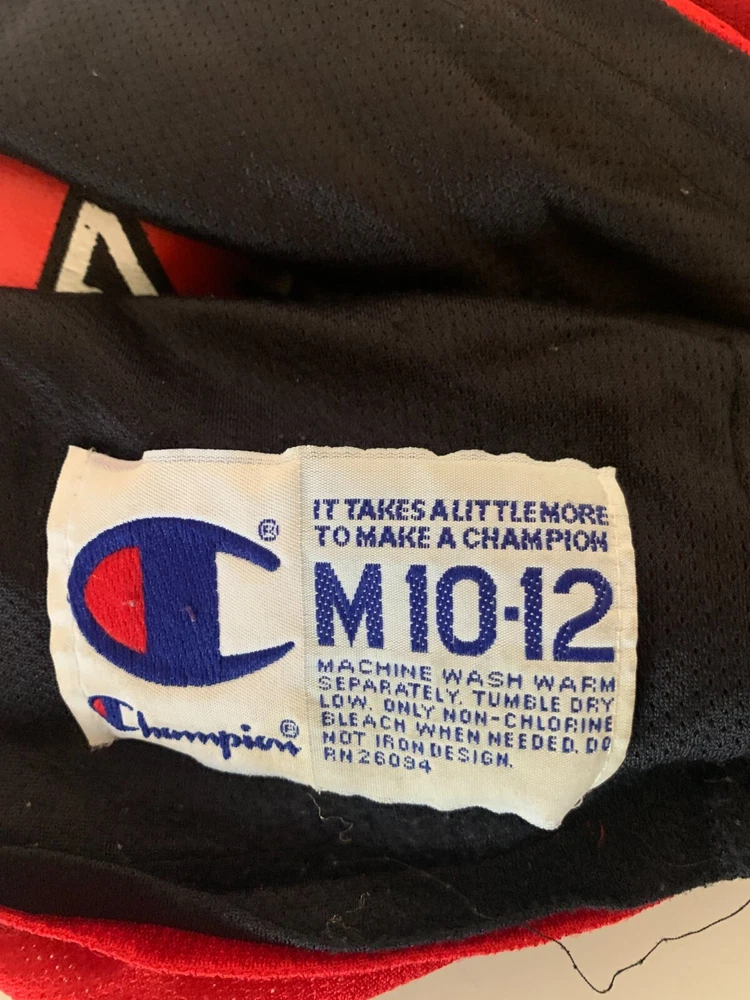 IT TAKES A LITTLE MORE
TO MAKE A CHAMPION
M 10-12
MACHINE WASH WARM
SEPARATELY. TUMBLE DRY
LOW. ONLY NON-CHLORINE
BLEACH WHEN NEEDED. DO
NOT IRON DESIGN.
RN 26094
®
Champion®